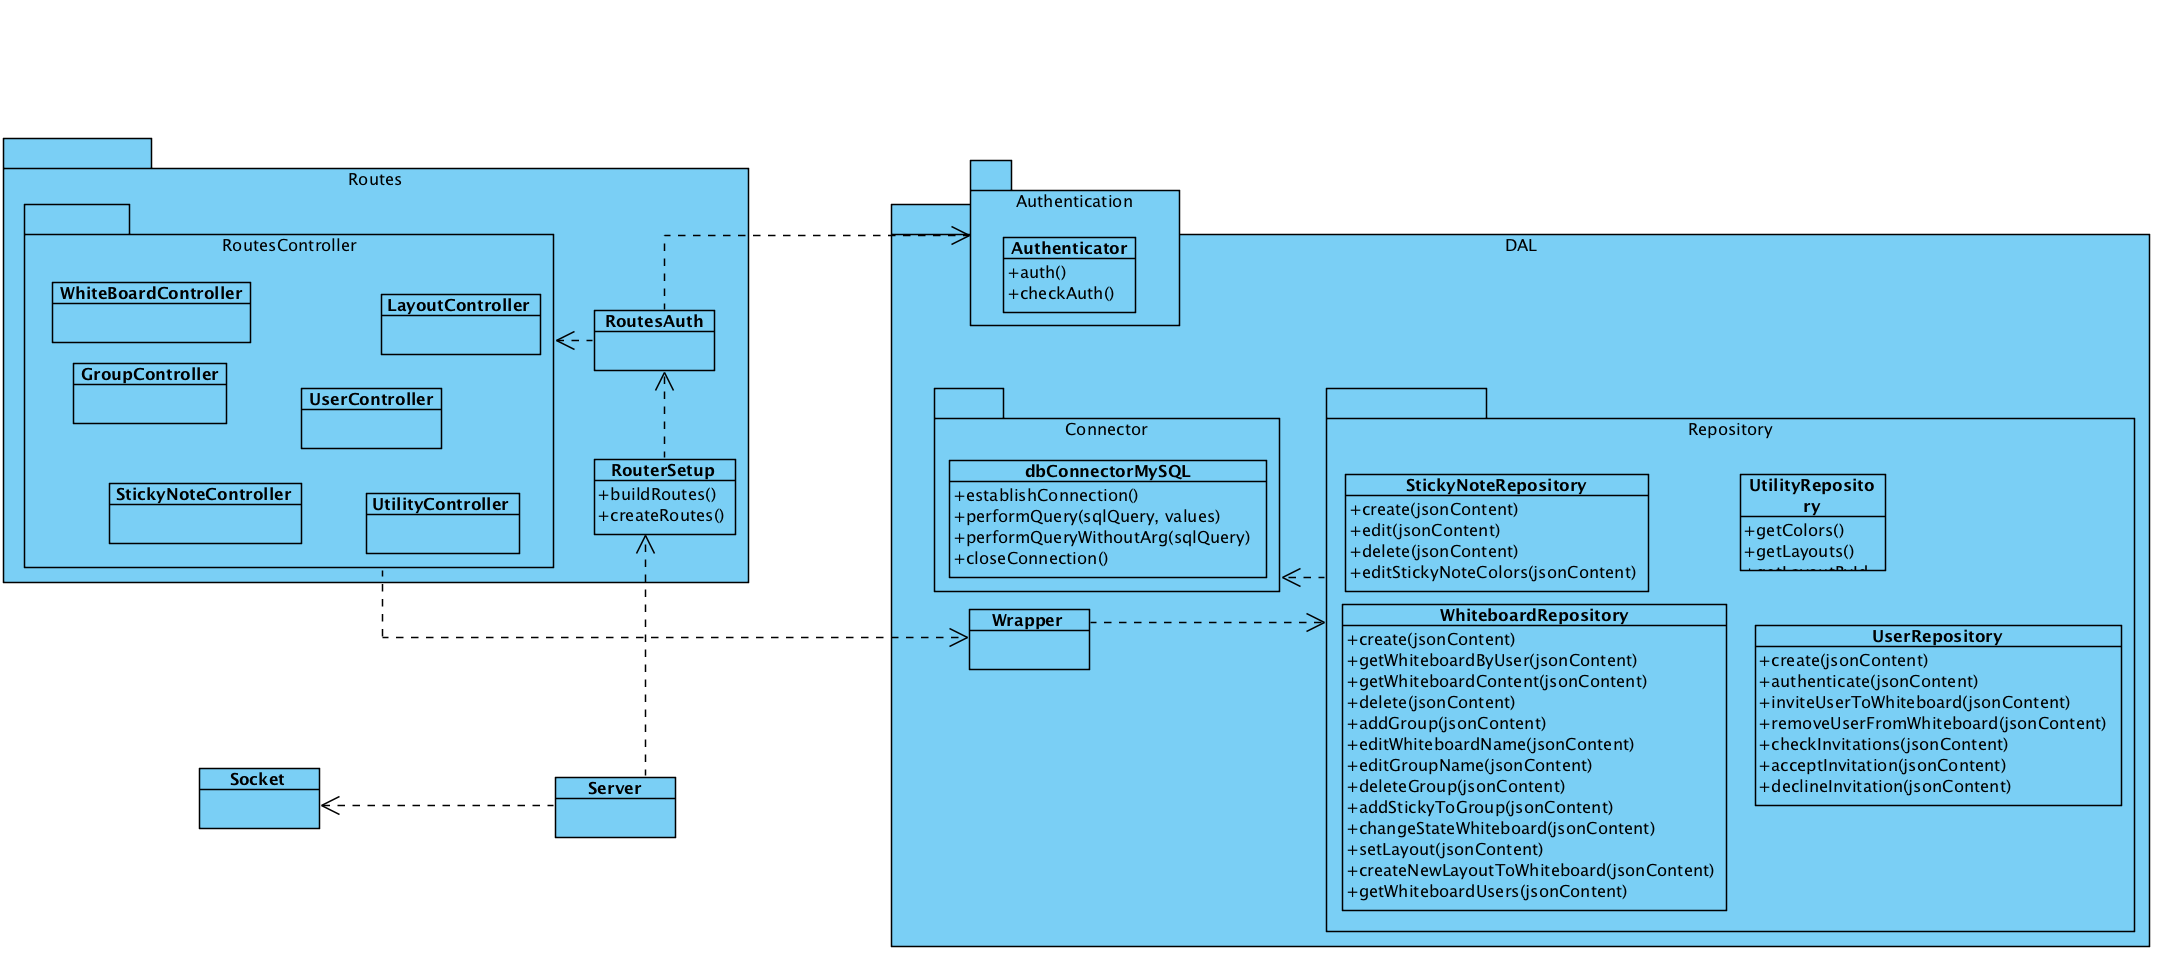 Routes
RoutesController
WhiteBoardController
LayoutController
GroupController
UserController
StickyNoteController
UtilityController
RoutesAuth
RouterSetup
+buildRoutes()
+createRoutes()
Socket
Server
Authentication
Authenticator
+auth()
+checkAuth()
DAL
Connector
dbConnectorMySQL
+establishConnection()
+performQuery(sqlQuery, values)
+performQueryWithoutArg(sqlQuery)
+closeConnection()
Wrapper
Repository
StickyNoteRepository
+create(jsonContent)
+edit(jsonContent)
+delete(jsonContent)
+editStickyNoteColors(jsonContent)
UtilityReposito
ry
+getColors()
+getLayouts()
WhiteboardRepository
+create(jsonContent)
+getWhiteboardByUser(jsonContent)
+getWhiteboardContent(jsonContent)
+delete(jsonContent)
+addGroup(jsonContent)
+editWhiteboardName(jsonContent)
+editGroupName(jsonContent)
+deleteGroup(jsonContent)
+addStickyToGroup(jsonContent)
+changeStateWhiteboard(jsonContent)
+setLayout(jsonContent)
+createNewLayoutToWhiteboard(jsonContent)
+getWhiteboardUsers(jsonContent)
UserRepository
+create(jsonContent)
+authenticate(jsonContent)
+inviteUserToWhiteboard(jsonContent)
+removeUserFromWhiteboard(jsonContent)
+checkInvitations(jsonContent)
+acceptInvitation(jsonContent)
+declineInvitation(jsonContent)